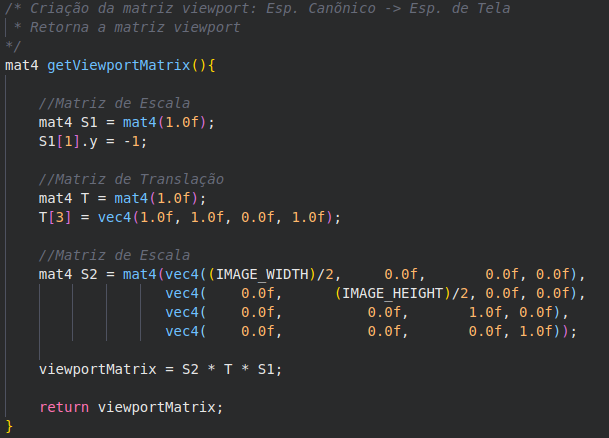 /* Criação da matriz viewport: Esp. Canônico -> Esp. de Tela
* Retorna a matriz viewport
*/
mat4 getViewportMatrix(){
//Matriz de Escala
mat4 S1 = mat4(1.0f);
S1[1].y = -1;
//Matriz de Translação
mat4 T = mat4(1.0f);
T[3] = vec4(1.0f, 1.0f, 0.0f, 1.0f);
//Matriz de Escala
mat4 S2 = mat4(vec4((IMAGE_WIDTH)/2, 0.0f, 0.0f, 0.0f),
vec4( 0.0f, (IMAGE_HEIGHT)/2, 0.0f, 0.0f),
vec4( 0.0f, 0.0f, 1.0f, 0.0f),
vec4( 0.0f, 0.0f, 0.0f, 1.0f));
viewportMatrix = S2 * T * S1;
return viewportMatrix;
}